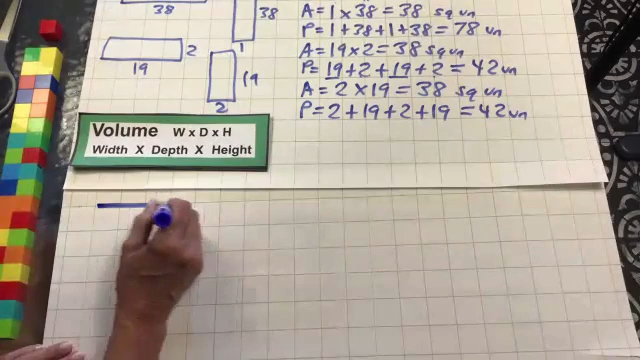 38
38
1
2
19
19
2
A = 1 x 38 = 38 sq un
P = 1 + 38 + 1 + 38 = 78 un
A = 19 x 2 = 38 sq un
P = 19 + 2 + 19 + 2 = 42 un
A = 2 x 19 = 38 sq un
P = 2 + 19 + 2 + 19 = 42 un
Volume W x D x H
Width X Depth X Height